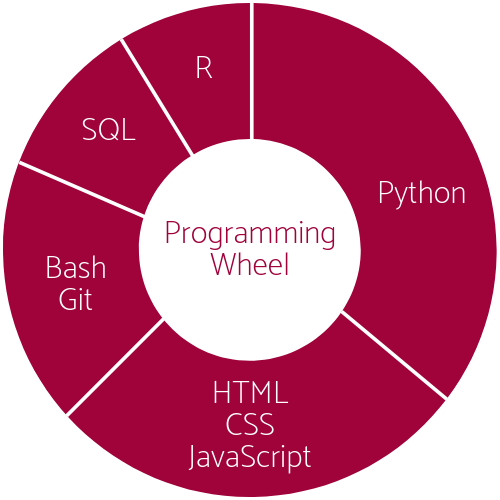 Programming
Wheel
Python
HTML
CSS
JavaScript
Bash
Git
SQL
R